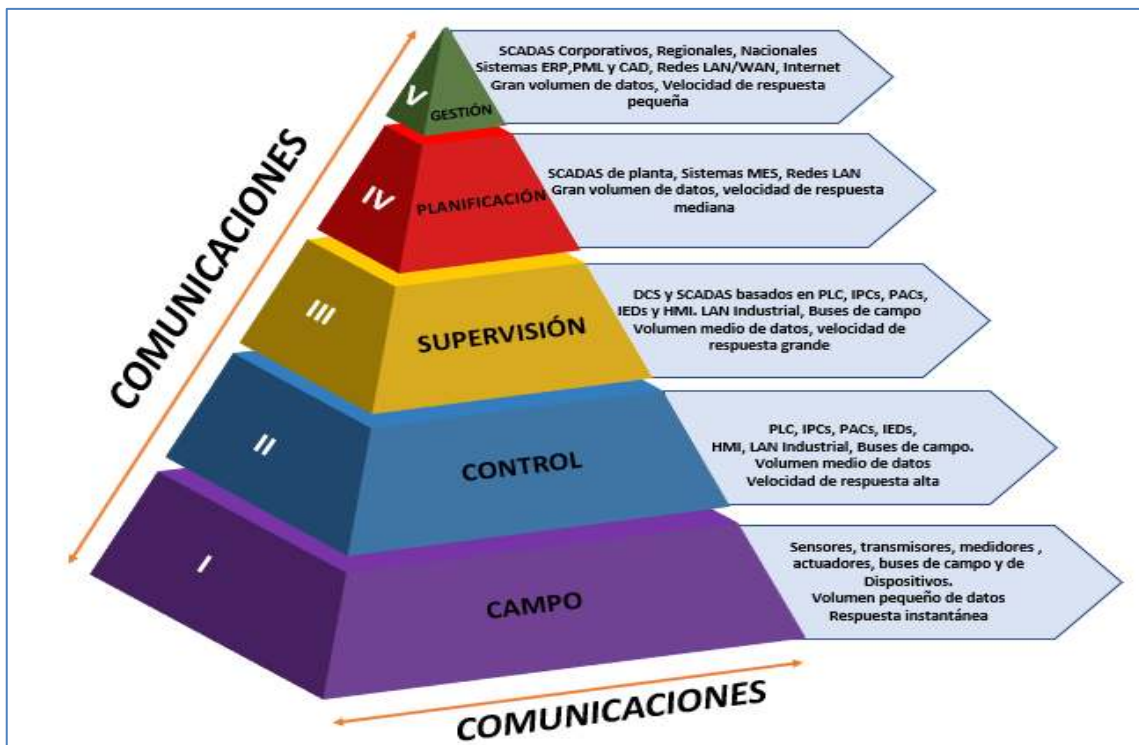 COMUNICACIONES
V
GESTIÓN
SCADAS Corporativos, Regionales, Nacionales
Sistemas ERP,PML y CAD, Redes LAN/WAN, Internet
Gran volumen de datos, Velocidad de respuesta
pequeña
IV
PLANIFICACIÓN
SCADAS de planta, Sistemas MES, Redes LAN
Gran volumen de datos, velocidad de respuesta
mediana
III
SUPERVISIÓN
DCS y SCADAS basados en PLC, IPCs, PACs,
IEDs y HMI. LAN Industrial, Buses de campo
Volumen medio de datos, velocidad de
respuesta grande
II
CONTROL
PLC, IPCs, PACs, IEDs,
HMI, LAN Industrial, Buses de campo.
Volumen medio de datos
Velocidad de respuesta alta
I
CAMPO
Sensores, transmisores, medidores ,
actuadores, buses de campo y de
Dispositivos.
Volumen pequeño de datos
Respuesta instantánea
COMUNICACIONES